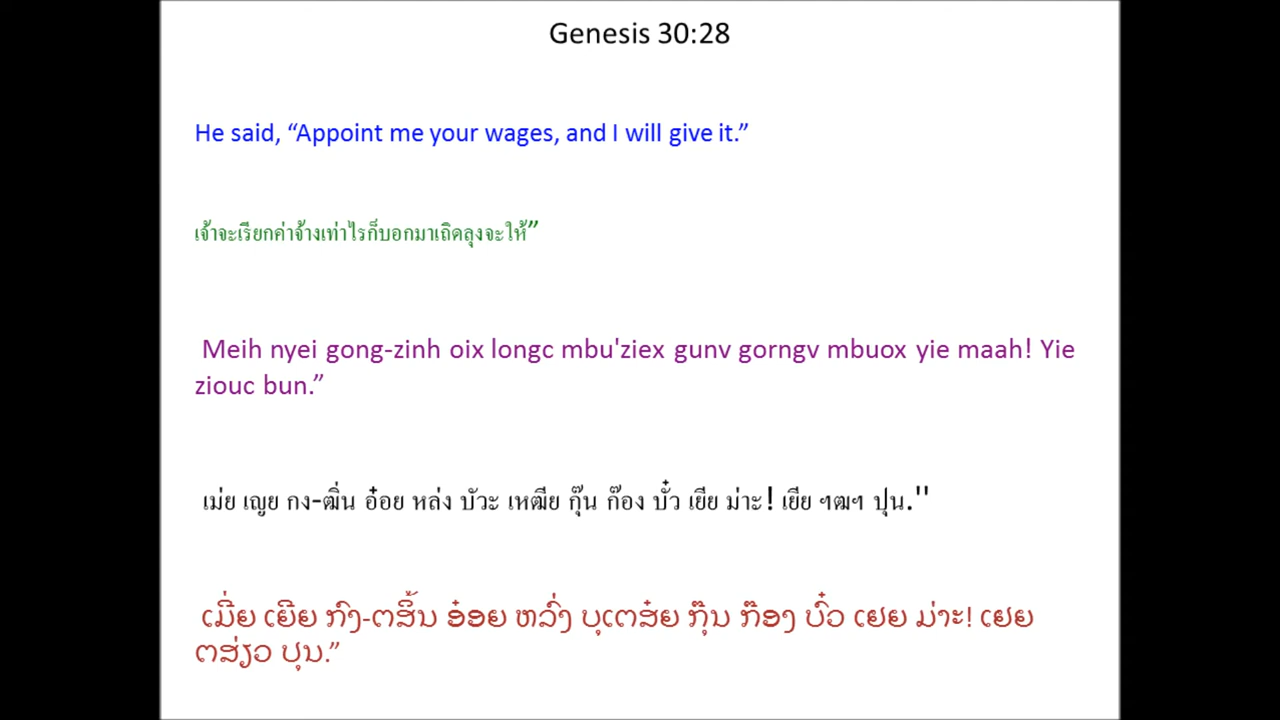 Genesis 30:28
He said, “Appoint me your wages, and I will give it.”
เจ้าจะเรียกค่าจ้างเท่าไรก็บอกมาเถิดลุงจะให้”
Meih nyei gong-zinh oix longc mbu'ziex gunv gorngv mbuox yie maah! Yie
ziouc bun.”
เม่ย เญย กง-ฒิ่น อ๋อย หล่ง บัวะ เหฒีย กุ๊น ก๊อง บั๋ว เยีย ม่าะ! เยีย ฯฒฯ ปุน."
ເມີ່ຍ ເຍີຍ ກົງ-ຕສິ້ນ ອ໋ອຍ ຫລົ່ງ ບຸເຕສ໋ຍ ກຸ໊ນ ກ໊ອງ ບົ໋ວ ເຢຍ ມ່າະ! ເຢຍ
ຕສ່ຽວ ປຸນ.”